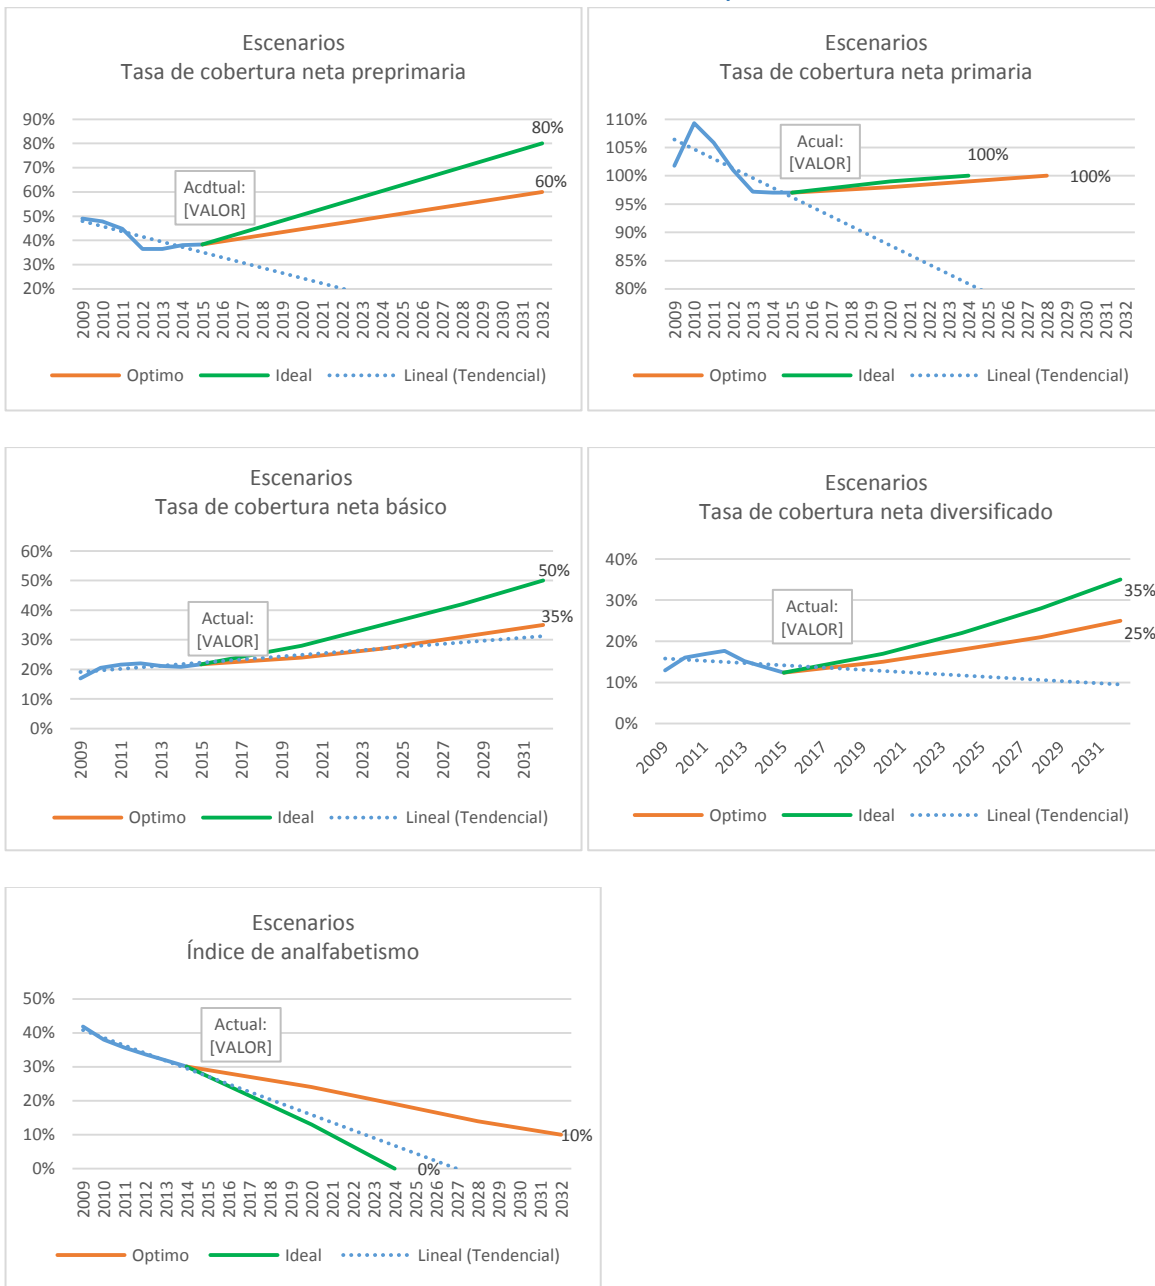 Escenarios
Tasa de cobertura neta preprimaria
90%
80%
70%
60%
50%
40%
30%
20%
Acdtual:
[VALOR]
80%
60%
2009 2010 2011 2012 2013 2014 2015 2016 2017 2018 2019 2020 2021 2022 2023 2024 2025 2026 2027 2028 2029 2030 2031 2032
Optimo Ideal Lineal (Tendencial)
Escenarios
Tasa de cobertura neta primaria
110%
105%
100%
95%
90%
85%
80%
Acual:
[VALOR]
100%
100%
2009 2010 2011 2012 2013 2014 2015 2016 2017 2018 2019 2020 2021 2022 2023 2024 2025 2026 2027 2028 2029 2030 2031 2032
Optimo Ideal Lineal (Tendencial)
Escenarios
Tasa de cobertura neta básico
60%
50%
40%
30%
20%
10%
0%
Actual:
[VALOR]
50%
35%
2009 2011 2013 2015 2017 2019 2021 2023 2025 2027 2029 2031
Optimo Ideal Lineal (Tendencial)
Escenarios
Tasa de cobertura neta diversificado
40%
30%
20%
10%
0%
Actual:
[VALOR]
35%
25%
2009 2011 2013 2015 2017 2019 2021 2023 2025 2027 2029 2031
Optimo Ideal Lineal (Tendencial)
Escenarios
Índice de analfabetismo
50%
40%
30%
20%
10%
0%
Actual:
[VALOR]
10%
0%
2009 2010 2011 2012 2013 2014 2015 2016 2017 2018 2019 2020 2021 2022 2023 2024 2025 2026 2027 2028 2029 2030 2031 2032
Optimo Ideal Lineal (Tendencial)